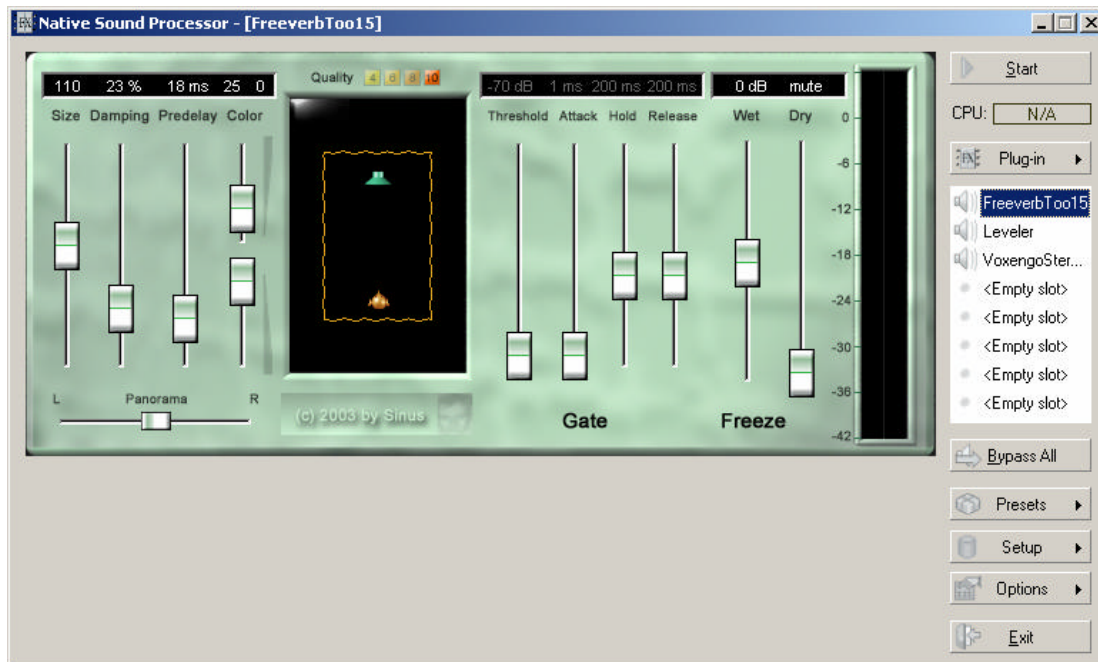 Native Sound Processor - [FreeverbToo15]
110 23 % 18 ms 25 0
Size Damping Predelay Color
Quality 4 6 8 10
-70 dB 1 ms 200 ms 200 ms
Threshold Attack Hold Release
0 dB mute
Wet Dry
0
-6
-12
-18
-24
-30
-36
-42
L Panorama R
(c) 2003 by Sinus
Gate
Freeze
Start
CPU: N/A
FX Plug-in
FreeverbToo15
Leveler
VoxengoSter...
<Empty slot>
<Empty slot>
<Empty slot>
<Empty slot>
<Empty slot>
Bypass All
Presets
Setup
Options
Exit